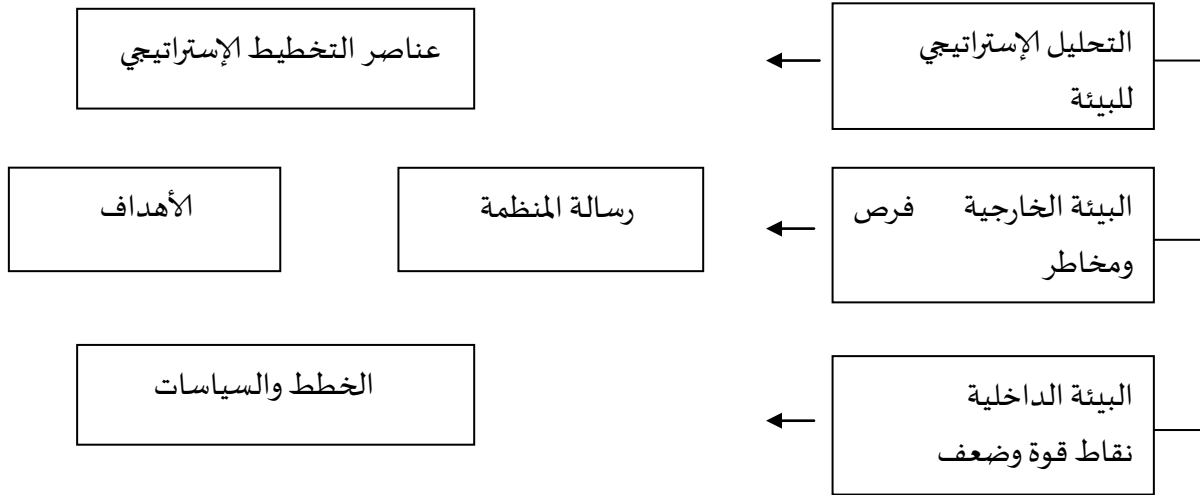 التحليل الإستراتيجي
للبيئة
عناصر التخطيط الإستراتيجي
البيئة الخارجية فرص
ومخاطر
رسالة المنظمة
الأهداف
البيئة الداخلية
نقاط قوة وضعف
الخطط والسياسات